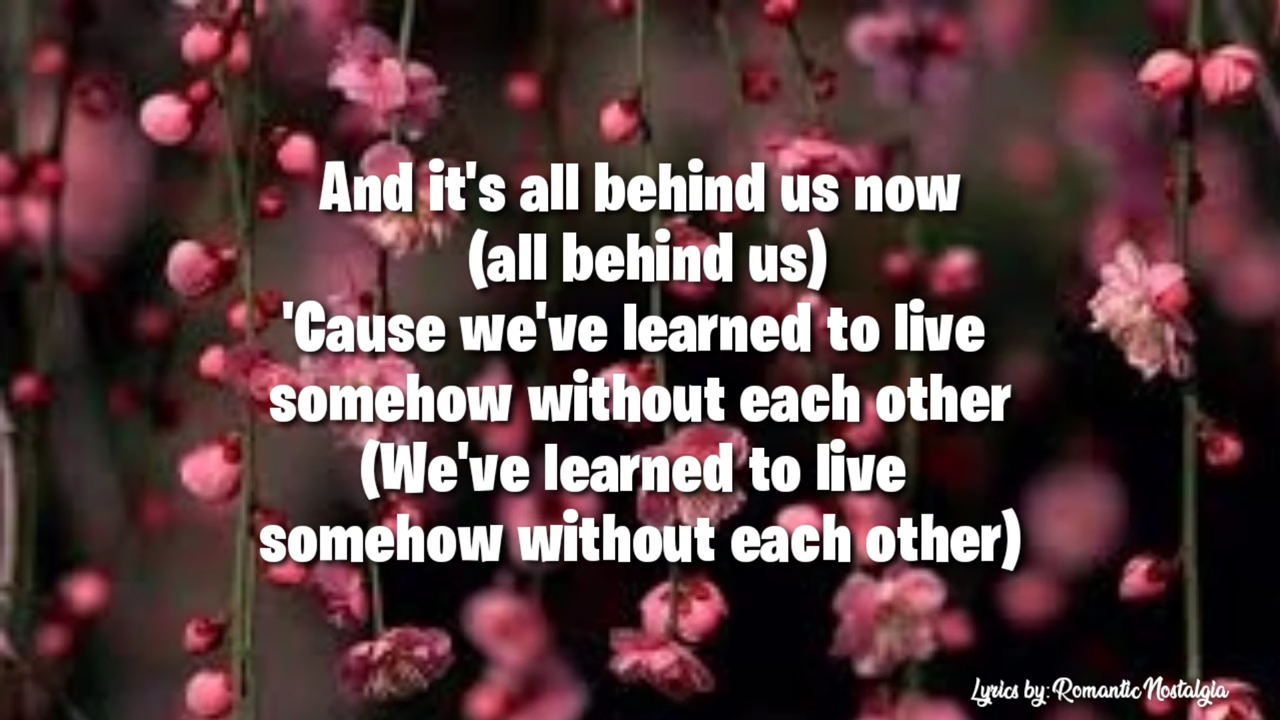 And it's all behind us now
(all behind us)
'Cause we've learned to live
somehow without each other
(We've learned to live
somehow without each other)
Lyrics by: Romantic Nostalgia